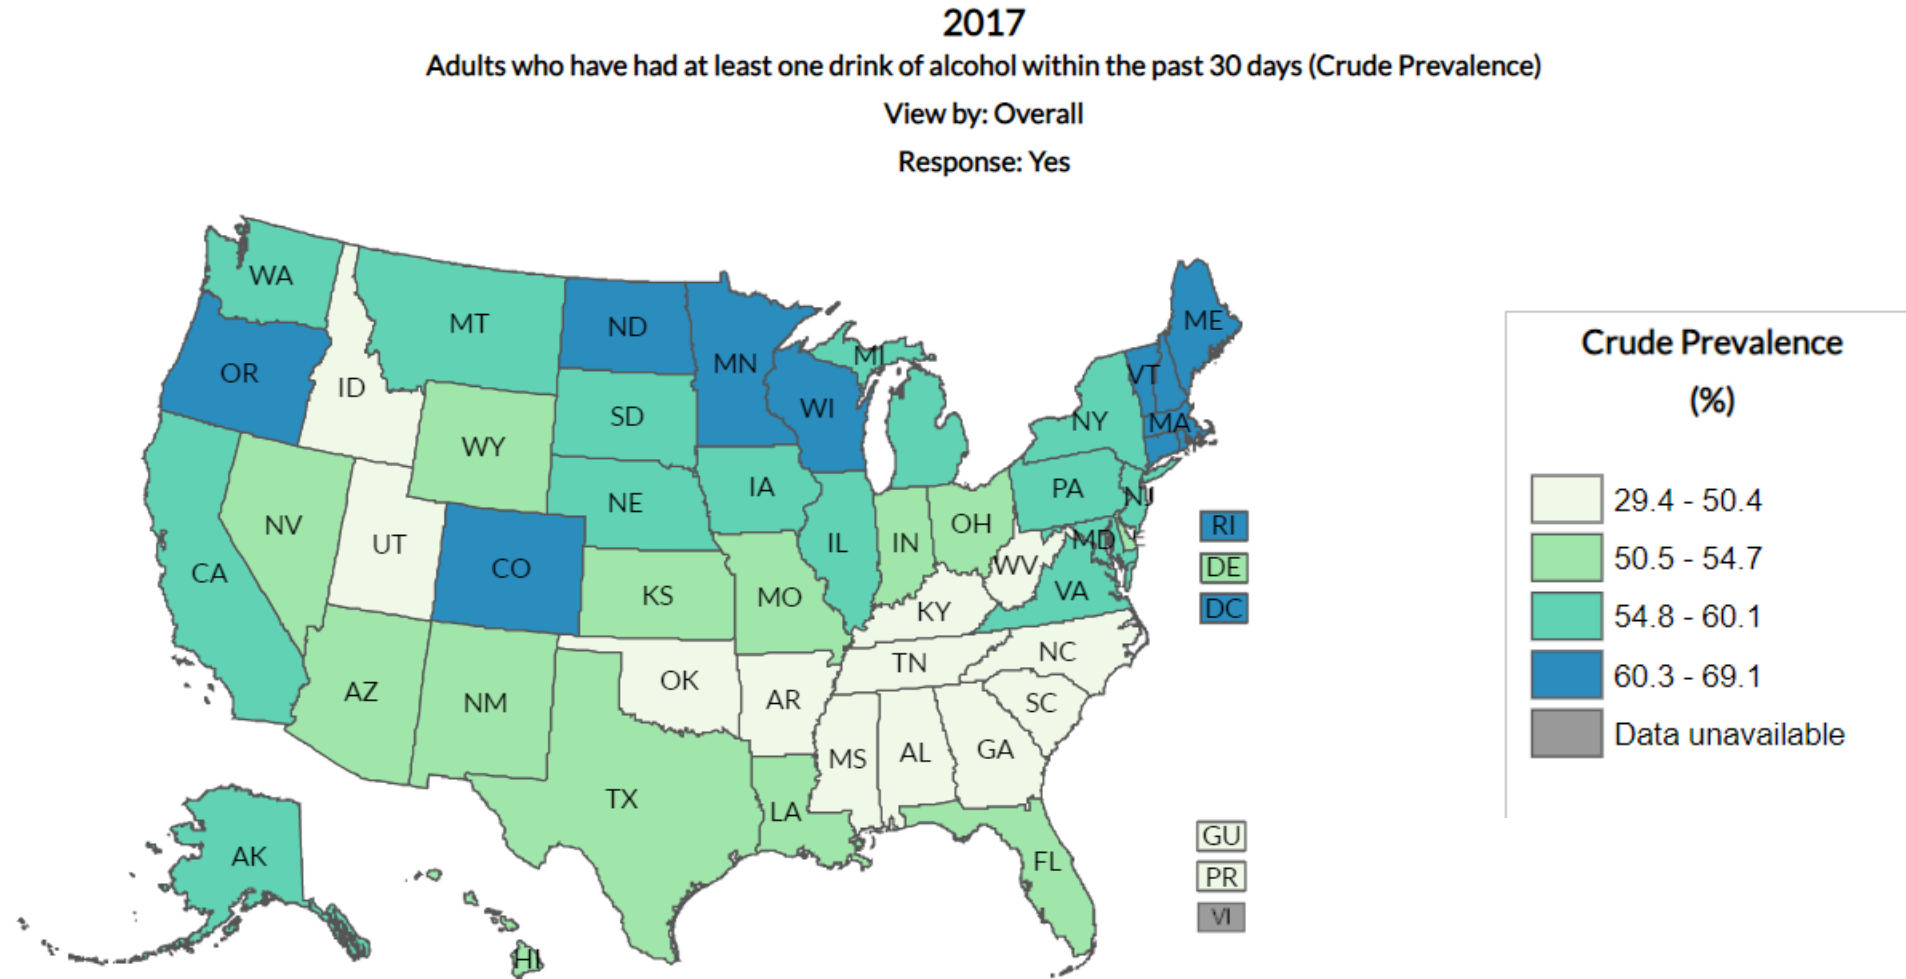 2017
Adults who have had at least one drink of alcohol within the past 30 days (Crude Prevalence)
View by: Overall
Response: Yes
WA
MT
ND
MN
OR
ID
WY
SD
WI
MI
ME
VT
MA
NY
NE
IA
PA
NJ
NV
UT
CO
CA
KS
MO
IL
IN
OH
WV
MD
E
VA
KY
RI
DE
DC
AZ
NM
OK
AR
TN
NC
SC
MS
AL
GA
TX
LA
FL
AK
HI
GU
PR
VI
Crude Prevalence
(%)
29.4 - 50.4
50.5 - 54.7
54.8 - 60.1
60.3 - 69.1
Data unavailable